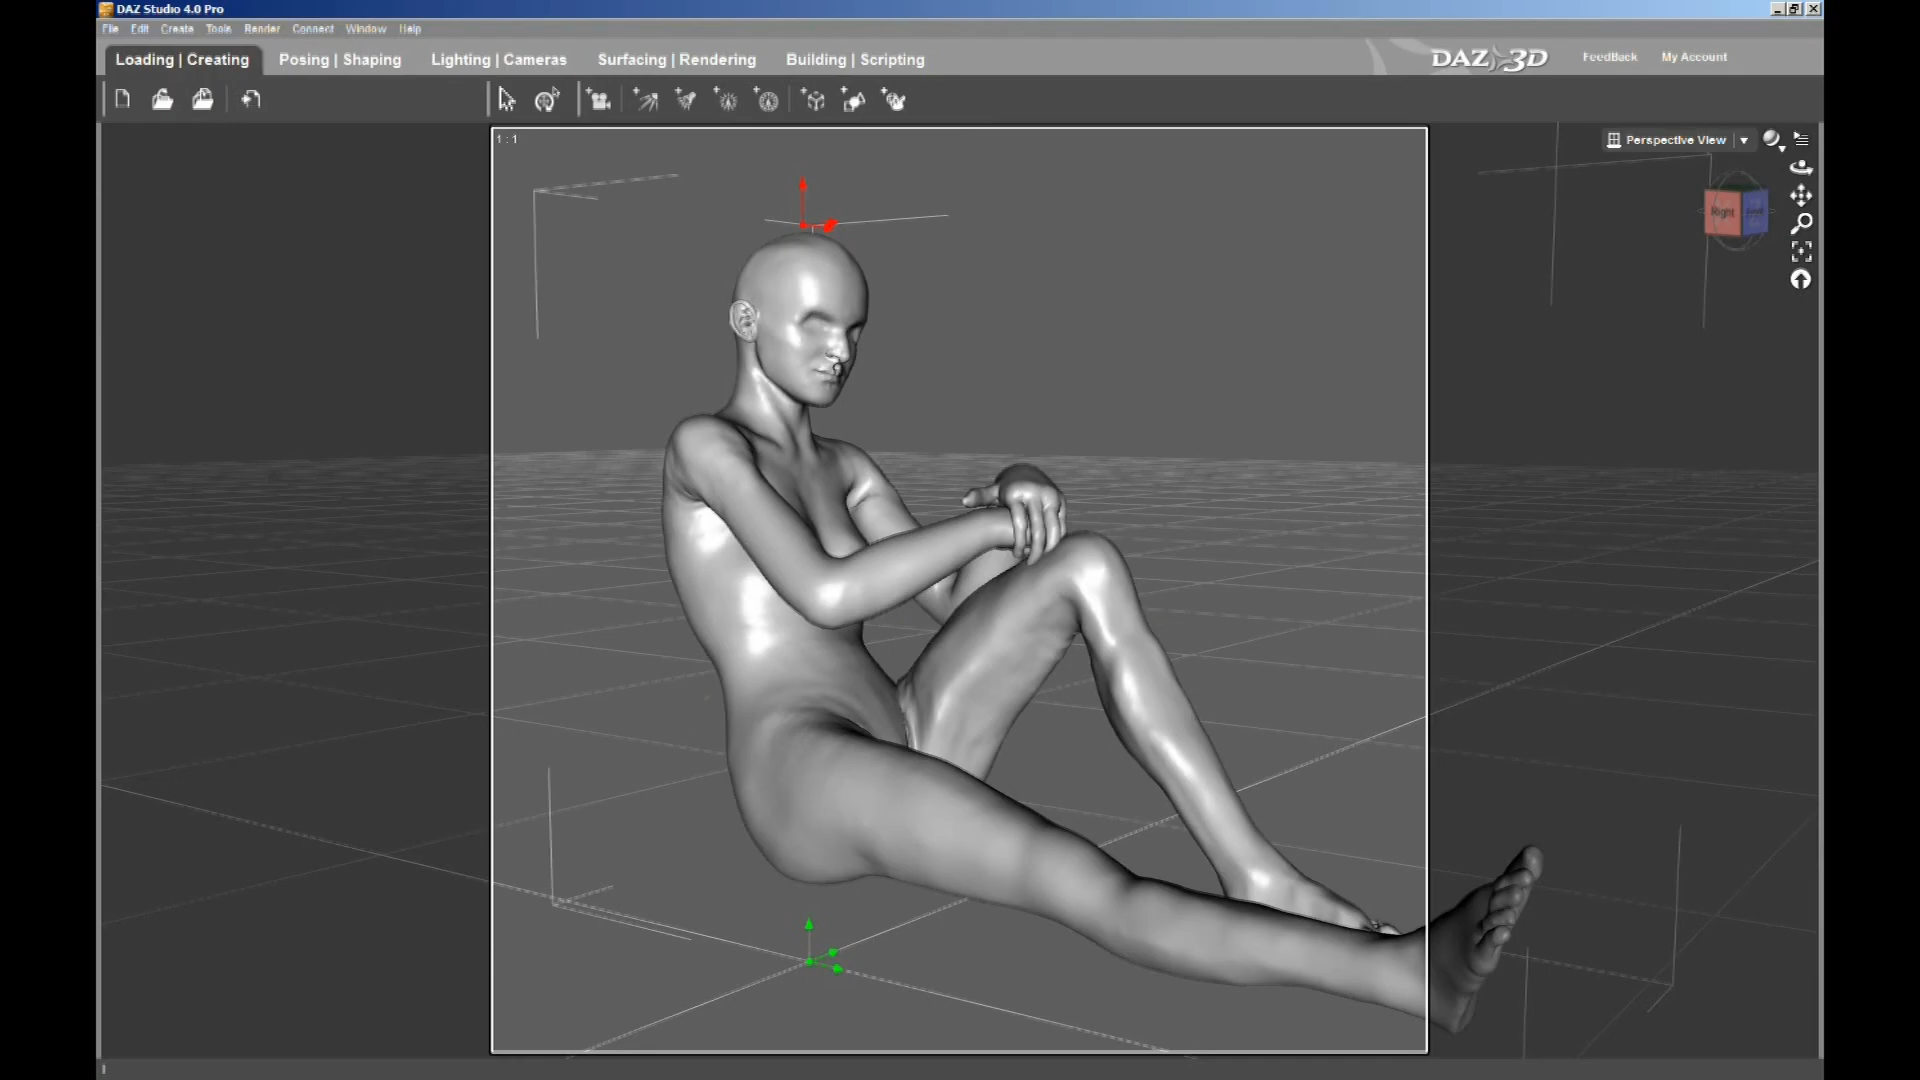 DAZ Studio 4.0 Pro
File Edit Create Tools Render Connect Window Help
Loading | Creating Posing | Shaping Lighting | Cameras Surfacing | Rendering Building | Scripting DAZ 3D FeedBack My Account
1 : 1
Perspective View
Right